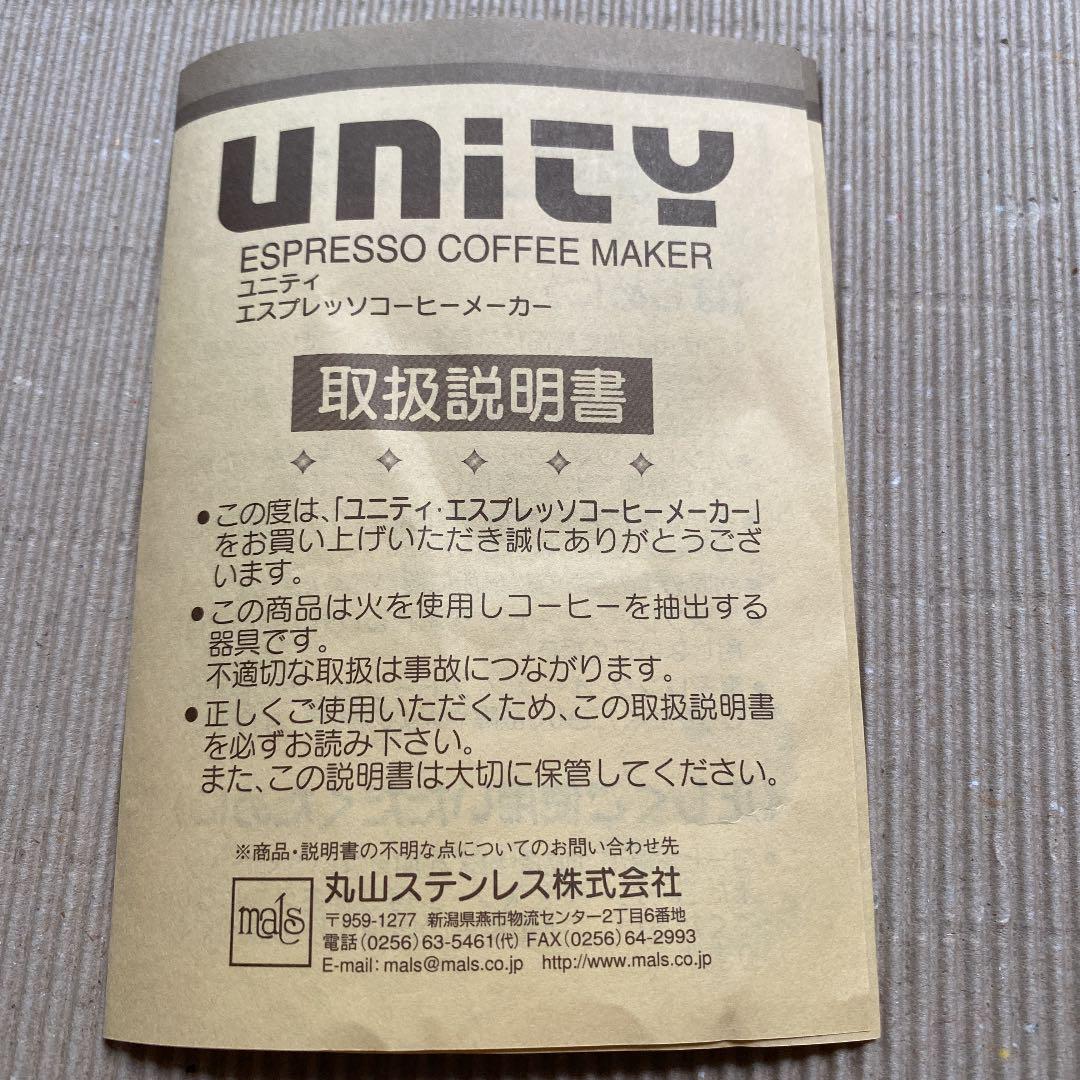 UNiTY
ESPRESSO COFFEE MAKER
ユニティ
エスプレッソコーヒーメーカー
取扱説明書
●この度は、「ユニティ・エスプレッソコーヒーメーカー」
をお買い上げいただき誠にありがとうござ
います。
●この商品は火を使用しコーヒーを抽出する
器具です。
不適切な取扱は事故につながります。
●正しくご使用いただくため、この取扱説明書
を必ずお読み下さい。
また、この説明書は大切に保管してください。
※商品・説明書の不明な点についてのお問い合わせ先
mals
丸山ステンレス株式会社
〒959-1277 新潟県燕市物流センター2丁目6番地
電話(0256)63-5461(代) FAX(0256)64-2993
E-mail:mals@mals.co.jp http://www.mals.co.jp